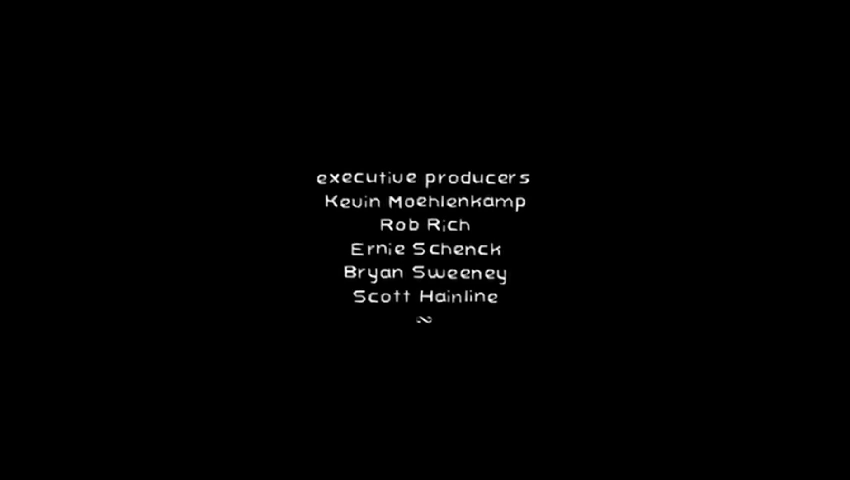 executive producers
Kevin Moehlenkamp
Rob Rich
Ernie Schenck
Bryan Sweeney
Scott Hainline
~